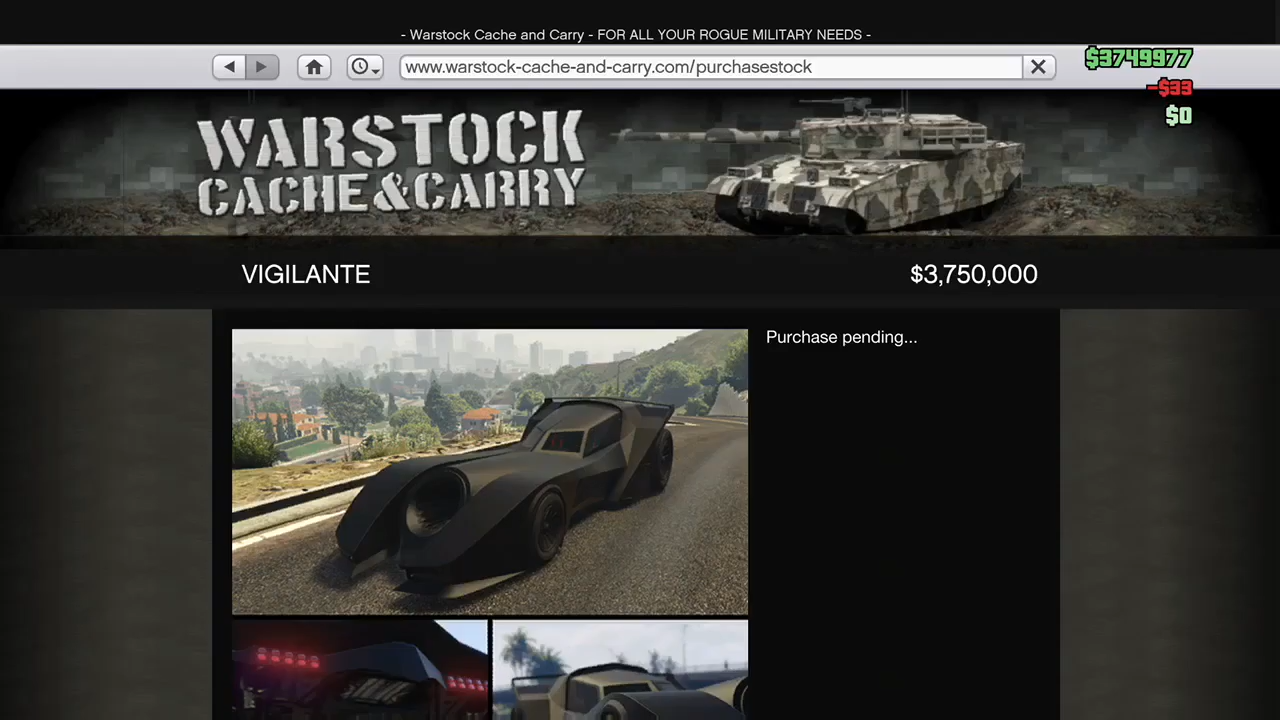 - Warstock Cache and Carry - FOR ALL YOUR ROGUE MILITARY NEEDS -
www.warstock-cache-and-carry.com/purchasestock
$3749977
-$33
$0
WARSTOCK
CACHE&CARRY
VIGILANTE
$3,750,000
Purchase pending...